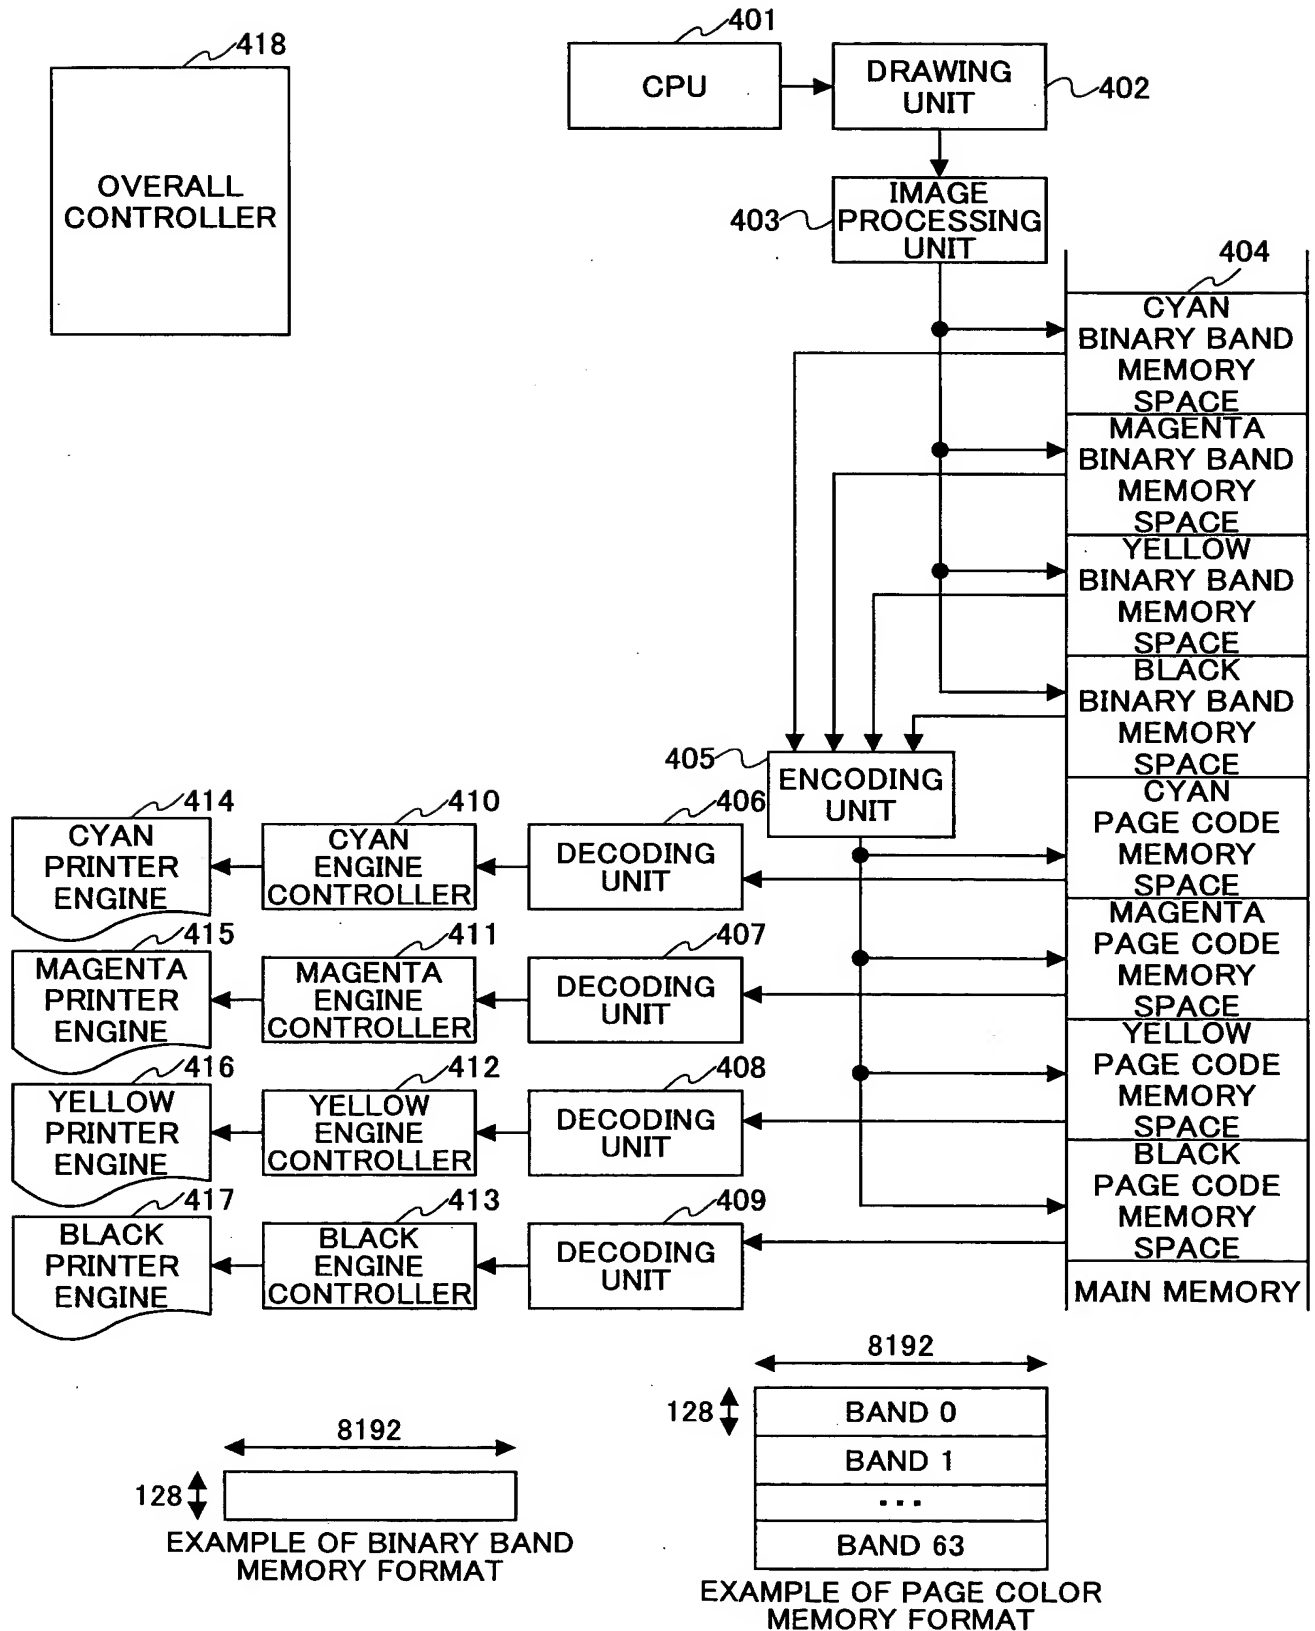 418
OVERALL
CONTROLLER
401
CPU
DRAWING
UNIT
402
403
IMAGE
PROCESSING
UNIT
404
CYAN
BINARY BAND
MEMORY
SPACE
MAGENTA
BINARY BAND
MEMORY
SPACE
YELLOW
BINARY BAND
MEMORY
SPACE
BLACK
BINARY BAND
MEMORY
SPACE
CYAN
PAGE CODE
MEMORY
SPACE
MAGENTA
PAGE CODE
MEMORY
SPACE
YELLOW
PAGE CODE
MEMORY
SPACE
BLACK
PAGE CODE
MEMORY
SPACE
MAIN MEMORY
405
ENCODING
UNIT
414
CYAN
PRINTER
ENGINE
410
CYAN
ENGINE
CONTROLLER
406
DECODING
UNIT
415
MAGENTA
PRINTER
ENGINE
411
MAGENTA
ENGINE
CONTROLLER
407
DECODING
UNIT
416
YELLOW
PRINTER
ENGINE
412
YELLOW
ENGINE
CONTROLLER
408
DECODING
UNIT
417
BLACK
PRINTER
ENGINE
413
BLACK
ENGINE
CONTROLLER
409
DECODING
UNIT
8192
128
EXAMPLE OF BINARY BAND
MEMORY FORMAT
8192
128
BAND 0
BAND 1
...
BAND 63
EXAMPLE OF PAGE COLOR
MEMORY FORMAT